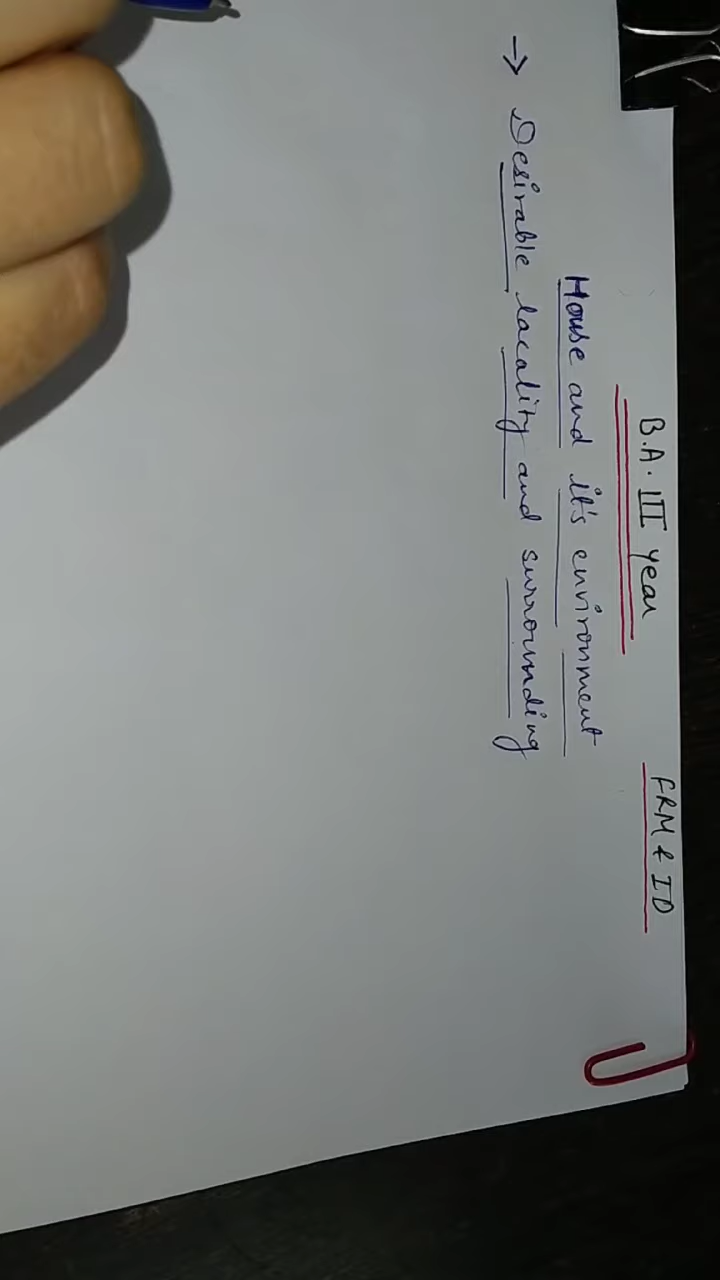 B.A. III year
FRM & ID
House and it's environment
→ Desirable locality and surrounding